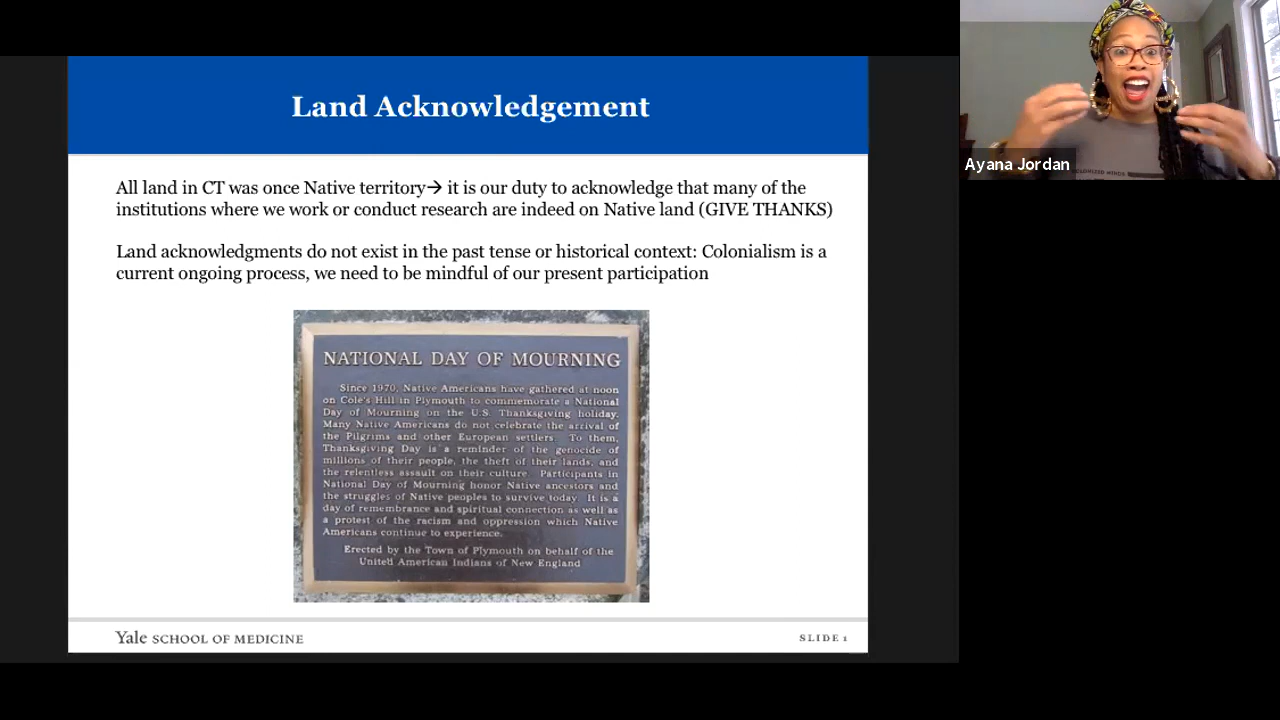 Land Acknowledgement
All land in CT was once Native territory→ it is our duty to acknowledge that many of the
institutions where we work or conduct research are indeed on Native land (GIVE THANKS)
Land acknowledgments do not exist in the past tense or historical context: Colonialism is a
current ongoing process, we need to be mindful of our present participation
NATIONAL DAY OF MOURNING
Since 1970, Native Americans have gathered at noon
on Cole's Hill in Plymouth to commemorate a National
Day of Mourning on the U.S. Thanksgiving holiday.
Many Native Americans do not celebrate the arrival of
the Pilgrims and other European settlers. To them,
Thanksgiving Day is a reminder of the genocide of
millions of their people, the theft of their lands, and
the relentless assault on their culture. Participants in
National Day of Mourning honor Native ancestors and
the struggles of Native peoples to survive today. It is a
day of remembrance and spiritual connection as well as
a protest of the racism and oppression which Native
Americans continue to experience.
Erected by the Town of Plymouth on behalf of the
United American Indians of New England
Yale SCHOOL OF MEDICINE
SLIDE 1
Ayana Jordan